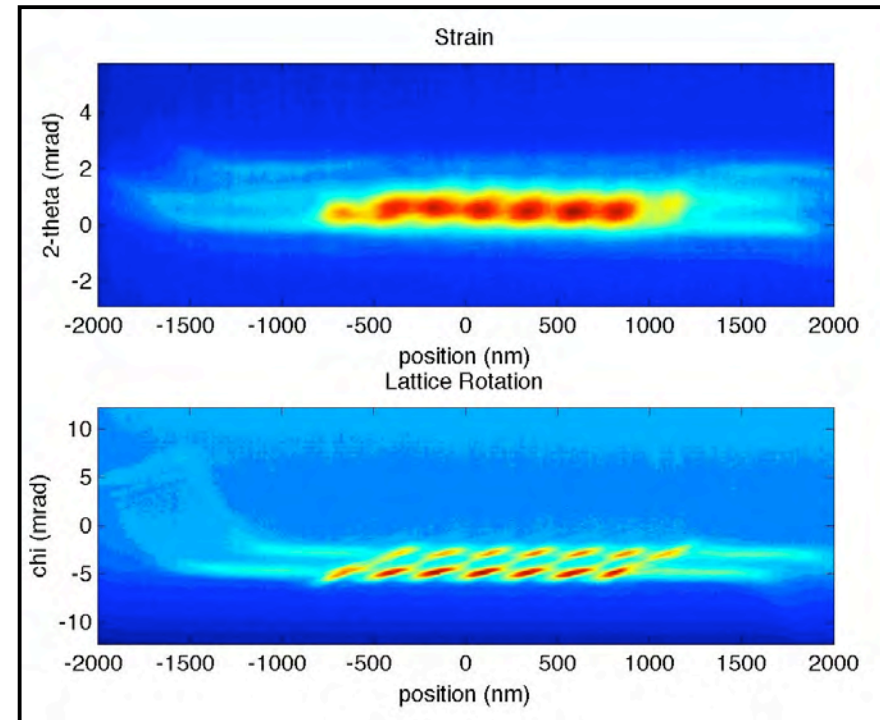 Strain
2-theta (mrad)
4
2
0
-2
-2000 -1500 -1000 -500 0 500 1000 1500 2000
position (nm)
Lattice Rotation
chi (mrad)
10
5
0
-5
-10
-2000 -1500 -1000 -500 0 500 1000 1500 2000
position (nm)